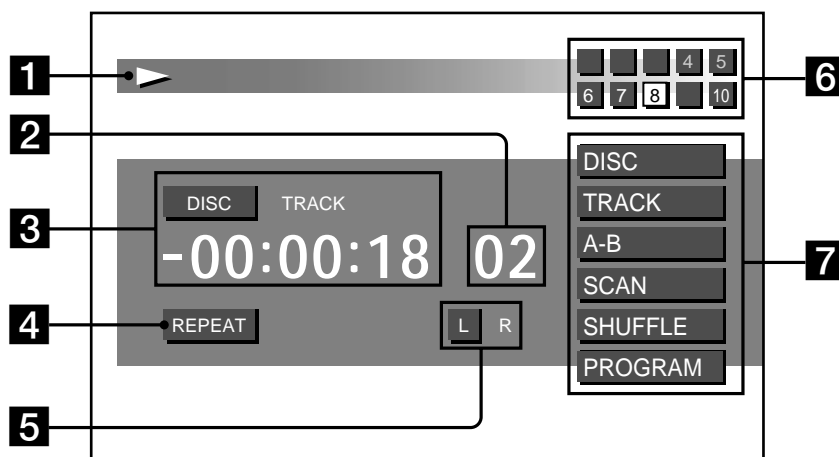 1
4 5
6 7 8 10
6
2
DISC
DISC TRACK
TRACK
3
A-B
-00:00:18 02
7
SCAN
4
REPEAT
L R
SHUFFLE
PROGRAM
5